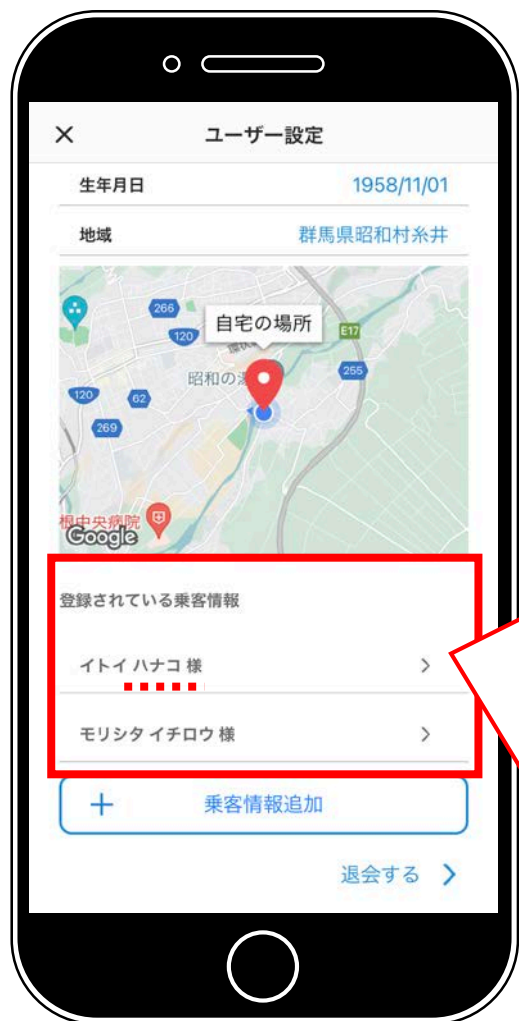 × ユーザー設定
生年月日 1958/11/01
地域 群馬県昭和村糸井
266
120
自宅の場所
E17
昭和の
255
120
62
269
根中央病院
Google
登録されている乗客情報
イトイ ハナコ 様 >
モリシタ イチロウ 様 >
+ 乗客情報追加
退会する >